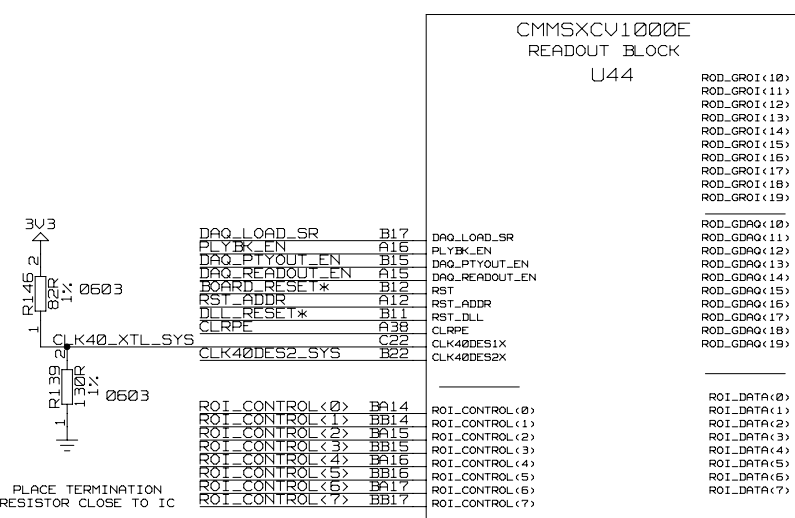 CMMSXCV1000E
READOUT BLOCK
U44
ROD_GROI<10>
ROD_GROI<11>
ROD_GROI<12>
ROD_GROI<13>
ROD_GROI<14>
ROD_GROI<15>
ROD_GROI<16>
ROD_GROI<17>
ROD_GROI<18>
ROD_GROI<19>
ROD_GDAQ<10>
ROD_GDAQ<11>
ROD_GDAQ<12>
ROD_GDAQ<13>
ROD_GDAQ<14>
ROD_GDAQ<15>
ROD_GDAQ<16>
ROD_GDAQ<17>
ROD_GDAQ<18>
ROD_GDAQ<19>
ROI_DATA<0>
ROI_DATA<1>
ROI_DATA<2>
ROI_DATA<3>
ROI_DATA<4>
ROI_DATA<5>
ROI_DATA<6>
ROI_DATA<7>
3V3
2
R146
82R
1%
0603
1
CLK40_XTL_SYS
2
R139
130R
1%
0603
1
PLACE TERMINATION
RESISTOR CLOSE TO IC
DAQ_LOAD_SR B17 DAQ_LOAD_SR
PLYBK_EN A16 PLYBK_EN
DAQ_PTYOUT_EN B15 DAQ_PTYOUT_EN
DAQ_READOUT_EN A15 DAQ_READOUT_EN
BOARD_RESET* B12 RST
RST_ADDR A12 RST_ADDR
DLL_RESET* B11 RST_DLL
CLRPE A38 CLRPE
C22 CLK40DES1X
CLK40DES2_SYS B22 CLK40DES2X
ROI_CONTROL<0> BA14 ROI_CONTROL<0>
ROI_CONTROL<1> BB14 ROI_CONTROL<1>
ROI_CONTROL<2> BA15 ROI_CONTROL<2>
ROI_CONTROL<3> BB15 ROI_CONTROL<3>
ROI_CONTROL<4> BA16 ROI_CONTROL<4>
ROI_CONTROL<5> BB16 ROI_CONTROL<5>
ROI_CONTROL<6> BA17 ROI_CONTROL<6>
ROI_CONTROL<7> BB17 ROI_CONTROL<7>